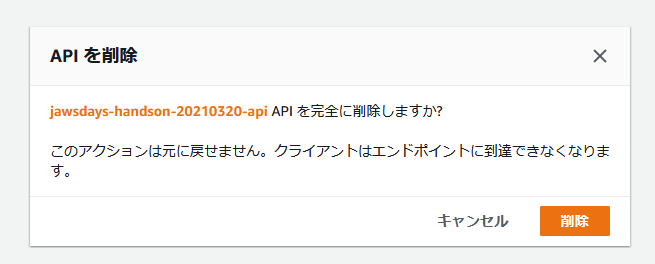 API を削除
jawsdays-handson-20210320-api API を完全に削除しますか?
このアクションは元に戻せません。クライアントはエンドポイントに到達できなくなりま
す。
キャンセル
削除